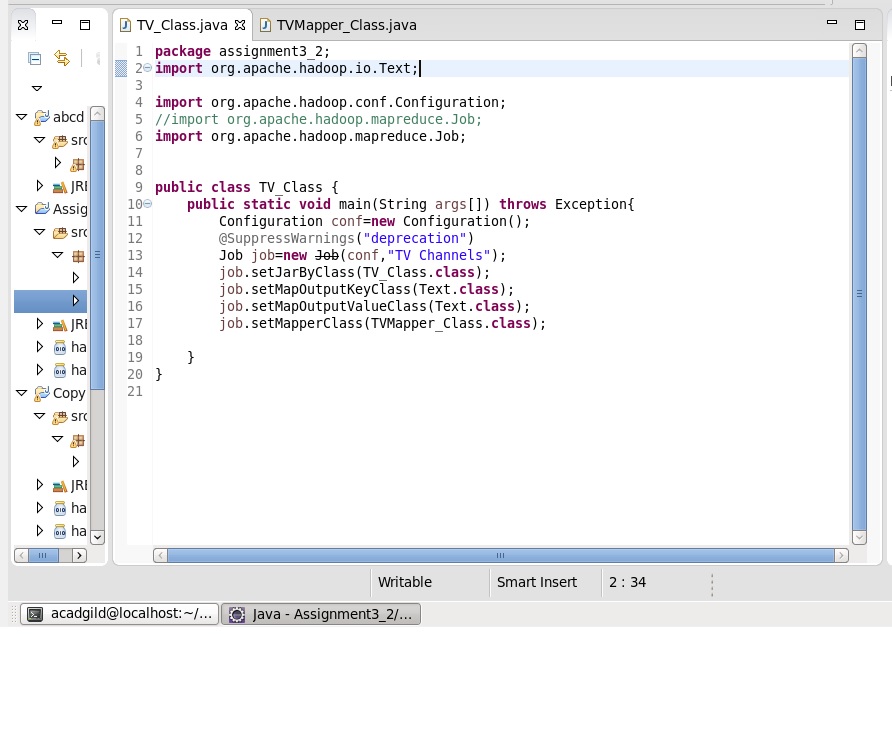 TV_Class.java
TVMapper_Class.java
1 package assignment3_2;
2 import org.apache.hadoop.io.Text;
3
4 import org.apache.hadoop.conf.Configuration;
5 //import org.apache.hadoop.mapreduce.Job;
6 import org.apache.hadoop.mapreduce.Job;
7
8
9 public class TV_Class {
10 public static void main(String args[]) throws Exception{
11 Configuration conf=new Configuration();
12 @SuppressWarnings("deprecation")
13 Job job=new Job(conf,"TV Channels");
14 job.setJarByClass(TV_Class.class);
15 job.setMapOutputKeyClass(Text.class);
16 job.setMapOutputValueClass(Text.class);
17 job.setMapperClass(TVMapper_Class.class);
18
19 }
20 }
21
abcd
src
JRE
Assig
src
JRE
ha
ha
Copy
src
JRE
ha
ha
Writable
Smart Insert
2 : 34
acadgild@localhost:~/...
Java - Assignment3_2/...